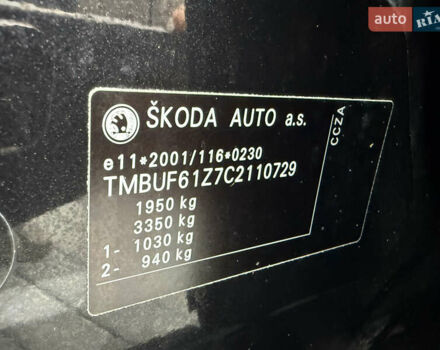 auto RIA
ŠKODA AUTO a.s.
e11*2001/116*0230
TMBUF61Z7C2110729
1950 kg
3350 kg
1- 1030 kg
2- 940 kg
CCZA